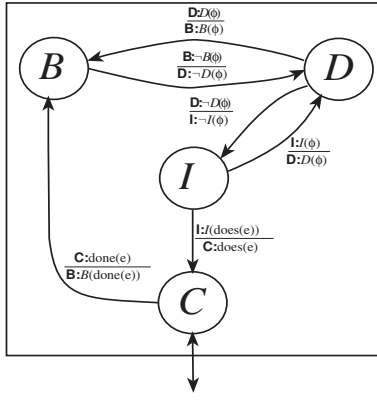 D:D(ϕ)
B:B(ϕ)
B
D
B:¬B(ϕ)
D:¬D(ϕ)
D:¬D(ϕ)
I:¬I(ϕ)
I
I:I(ϕ)
D:D(ϕ)
I:I(does(e))
C:does(e)
C:done(e)
B:B(done(e))
C